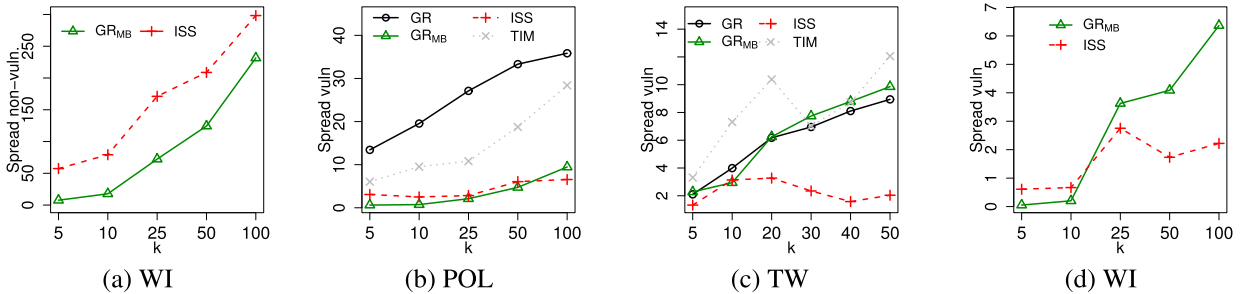 GR_MB ISS
Spread non-vuln.
0 50 150 250
5 10 25 50 100
k
(a) WI
GR ISS
GR_MB TIM
Spread vuln
0 10 20 30 40
5 10 25 50 100
k
(b) POL
GR ISS
GR_MB TIM
Spread vuln
2 4 6 8 10 12 14
5 10 20 30 40 50
k
(c) TW
GR_MB
ISS
Spread vuln
0 1 2 3 4 5 6 7
5 10 25 50 100
k
(d) WI